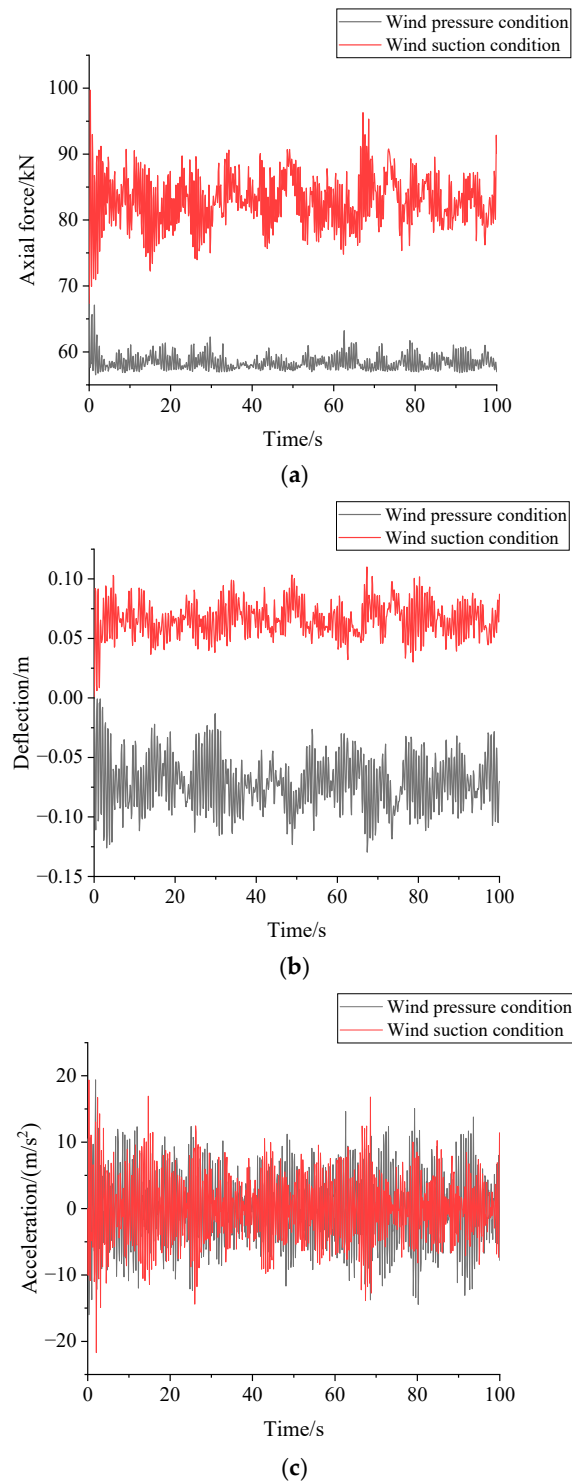 Wind pressure condition
Wind suction condition
100
90
80
70
60
Axial force/kN
0 20 40 60 80 100
Time/s
(a)
Wind pressure condition
Wind suction condition
0.10
0.05
0.00
−0.05
−0.10
−0.15
Deflection/m
0 20 40 60 80 100
Time/s
(b)
Wind pressure condition
Wind suction condition
20
10
0
−10
−20
Acceleration/(m/s²)
0 20 40 60 80 100
Time/s
(c)